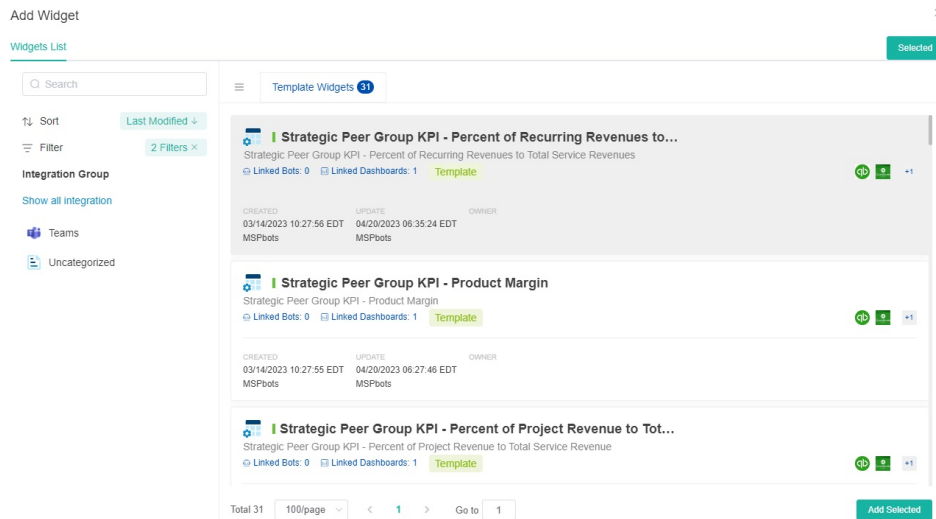 Add Widget
Widgets List
Selected
Search
Sort
Last Modified ↓
Filter
2 Filters ×
Integration Group
Show all integration
Teams
Uncategorized
Template Widgets 31
Strategic Peer Group KPI - Percent of Recurring Revenues to...
Strategic Peer Group KPI - Percent of Recurring Revenues to Total Service Revenues
Linked Bots: 0 Linked Dashboards: 1 Template
qb +1
CREATED UPDATE OWNER
03/14/2023 10:27:56 EDT 04/20/2023 06:35:24 EDT
MSPbots MSPbots
Strategic Peer Group KPI - Product Margin
Strategic Peer Group KPI - Product Margin
Linked Bots: 0 Linked Dashboards: 1 Template
qb +1
CREATED UPDATE OWNER
03/14/2023 10:27:55 EDT 04/20/2023 06:27:46 EDT
MSPbots MSPbots
Strategic Peer Group KPI - Percent of Project Revenue to Tot...
Strategic Peer Group KPI - Percent of Project Revenue to Total Service Revenue
Linked Bots: 0 Linked Dashboards: 1 Template
qb +1
Total 31 100/page < 1 > Go to 1
Add Selected